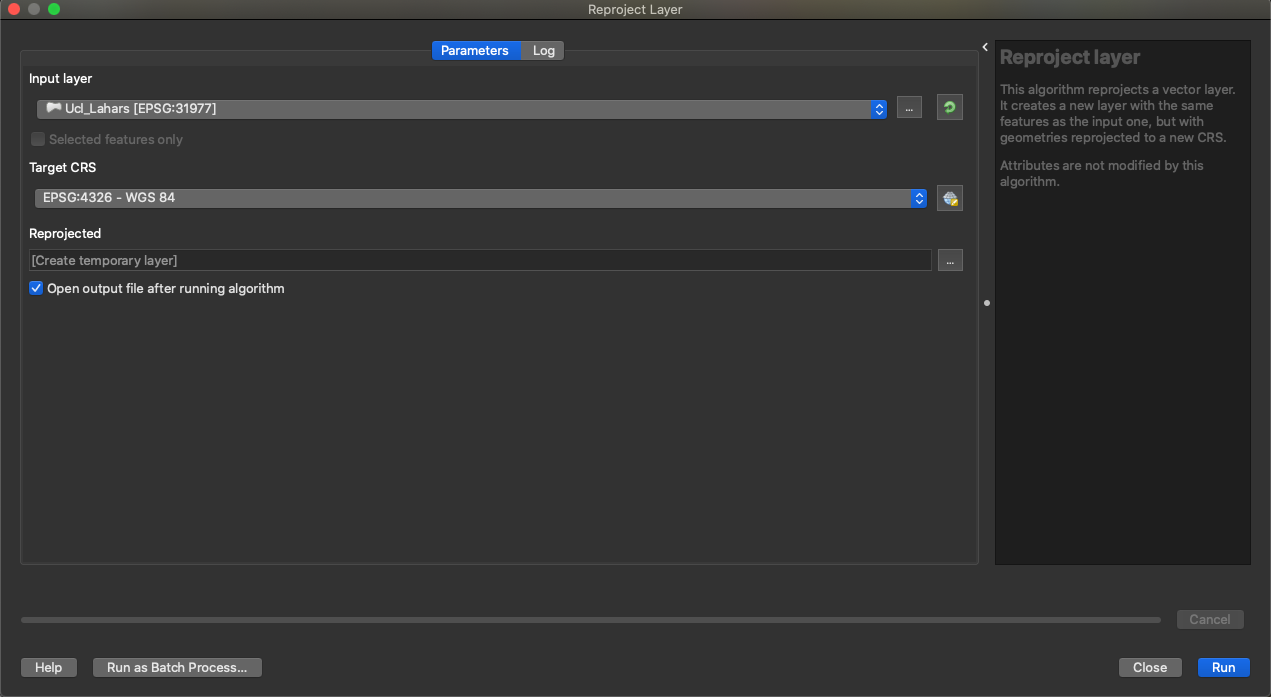 Reproject Layer
Parameters Log
Input layer
Ucl_Lahars [EPSG:31977]
...
Selected features only
Target CRS
EPSG:4326 - WGS 84
Reprojected
[Create temporary layer]
...
Open output file after running algorithm
Reproject layer
This algorithm reprojects a vector layer.
It creates a new layer with the same
features as the input one, but with
geometries reprojected to a new CRS.
Attributes are not modified by this
algorithm.
Cancel
Help Run as Batch Process... Close Run